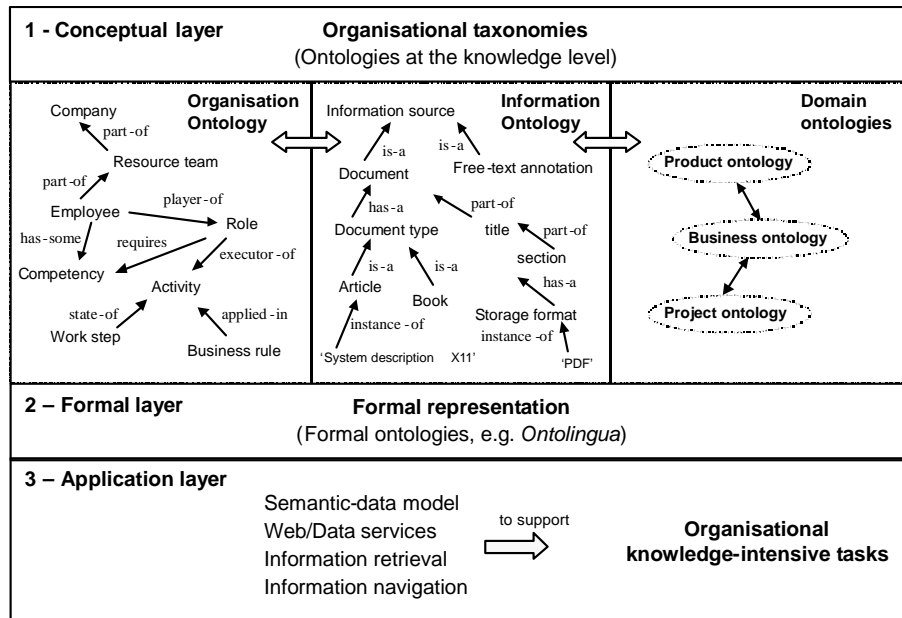 1 - Conceptual layer
Organisational taxonomies
(Ontologies at the knowledge level)
Organisation
Ontology
Company
part-of
Resource team
part-of
player-of
Employee
Role
has-some
requires
executor-of
Competency
Activity
state-of
applied-in
Work step
Business rule
Information
Ontology
Information source
is-a
is-a
Document
Free-text annotation
has-a
part-of
Document type
title
part-of
section
is-a
is-a
has-a
Article
Book
Storage format
instance-of
instance-of
'System description X11'
'PDF'
Domain
ontologies
Product ontology
Business ontology
Project ontology
2 – Formal layer
Formal representation
(Formal ontologies, e.g. Ontolingua)
3 – Application layer
Semantic-data model
Web/Data services
Information retrieval
Information navigation
to support
Organisational
knowledge-intensive tasks